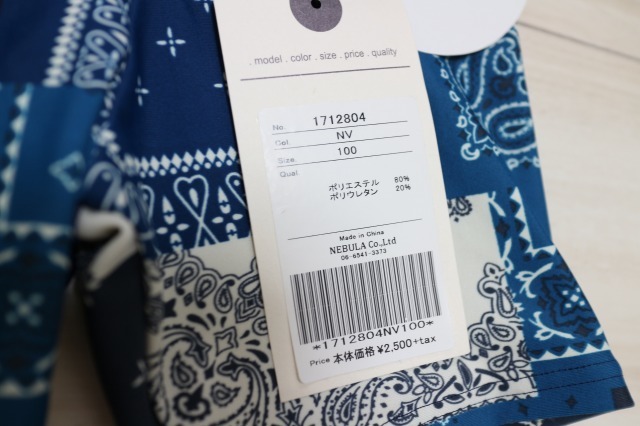 . model . color . size . price . quality
No. 1712804
Col. NV
Size. 100
Qual
ポリエステル 80%
ポリウレタン 20%
Made in China
NEBULA Co.,Ltd
06-6541-3373
*1712804NV100*
Price 本体価格¥2,500+tax